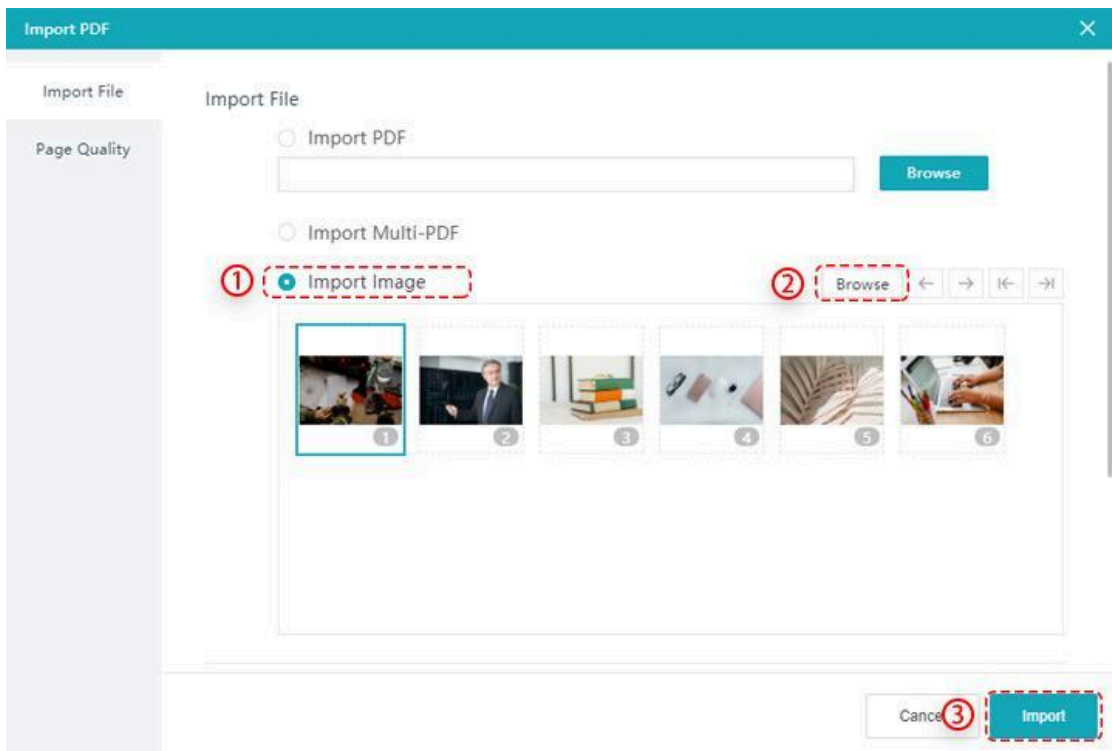 Import PDF
Import File
Page Quality
Import File
Import PDF
Browse
Import Multi-PDF
① Import Image
② Browse
1 2 3 4 5 6
Cance
③ Import